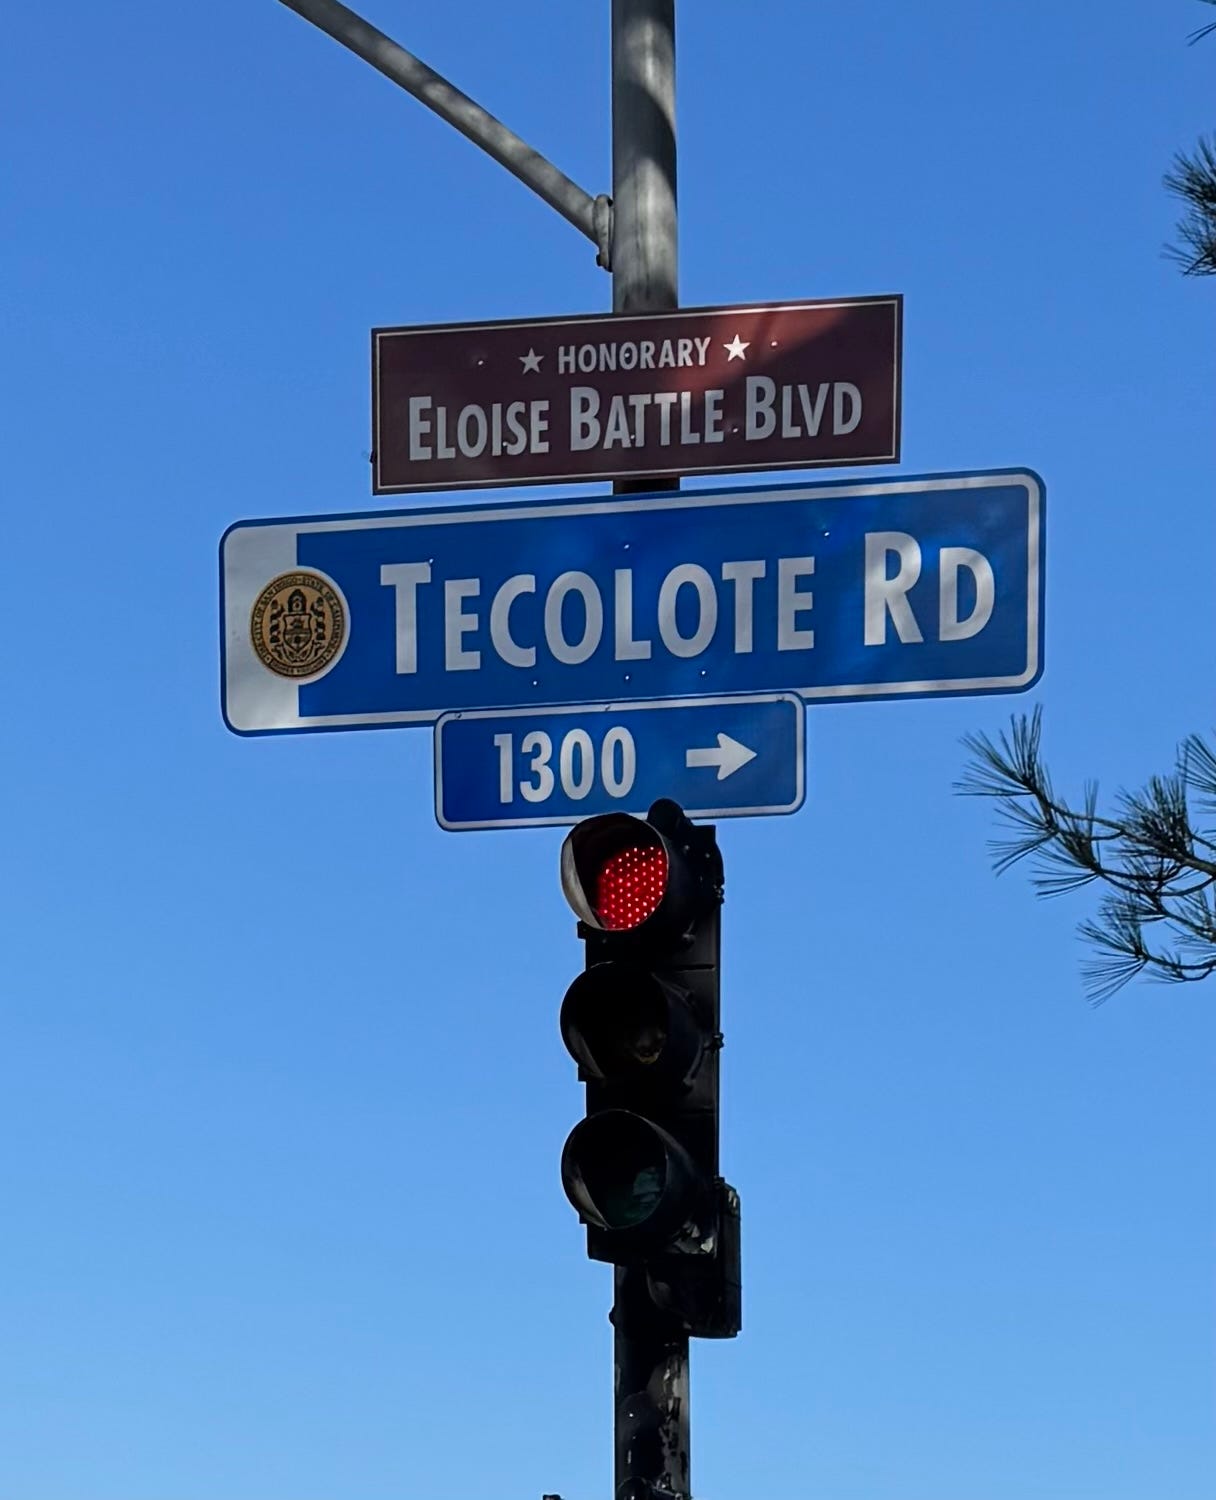 ★ HONORARY ★
ELOISE BATTLE BLVD
TECOLOTE RD
1300 →